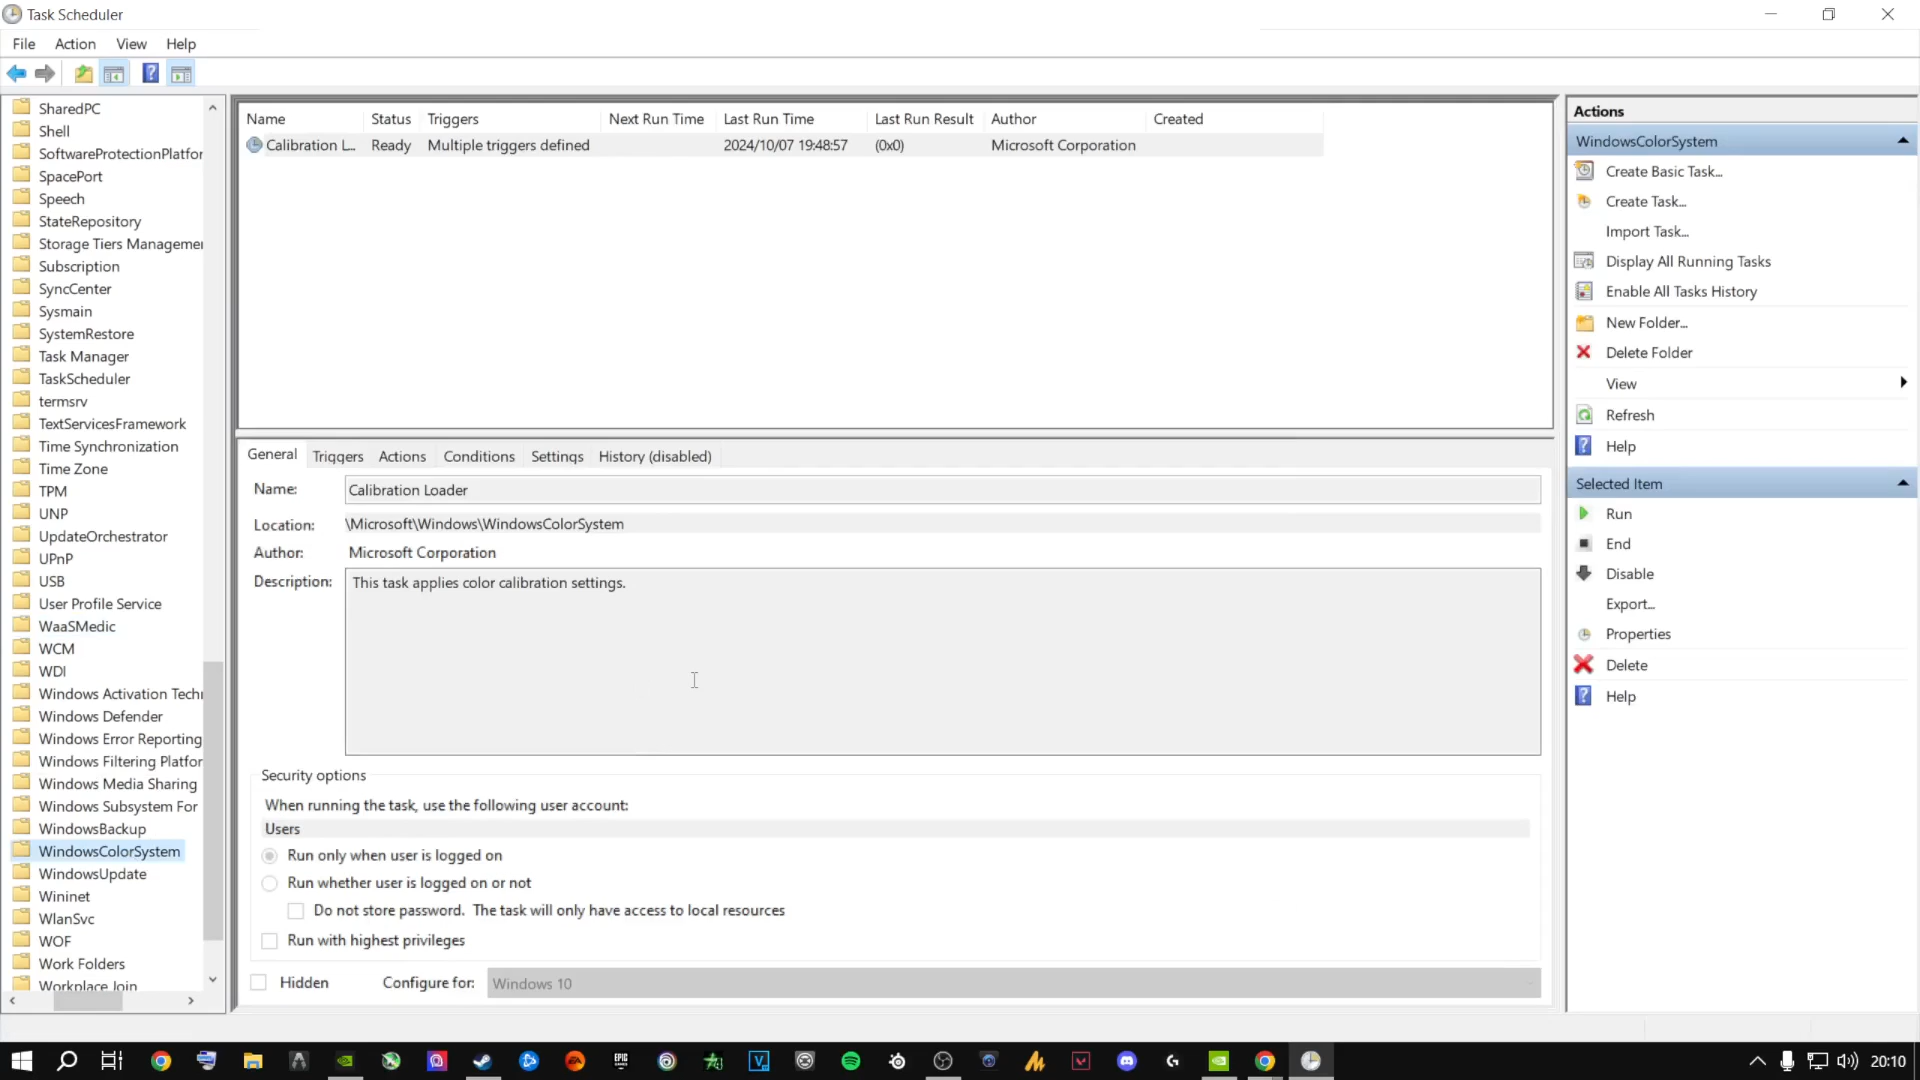 Task Scheduler
File Action View Help
SharedPC
Shell
SoftwareProtectionPlatfor
SpacePort
Speech
StateRepository
Storage Tiers Managemer
Subscription
SyncCenter
Sysmain
SystemRestore
Task Manager
TaskScheduler
termsrv
TextServicesFramework
Time Synchronization
Time Zone
TPM
UNP
UpdateOrchestrator
UPnP
USB
User Profile Service
WaaSMedic
WCM
WDI
Windows Activation Techr
Windows Defender
Windows Error Reporting
Windows Filtering Platfor
Windows Media Sharing
Windows Subsystem For
WindowsBackup
WindowsColorSystem
WindowsUpdate
Wininet
WlanSvc
WOF
Work Folders
Workplace Join
Name Status Triggers Next Run Time Last Run Time Last Run Result Author Created
Calibration L... Ready Multiple triggers defined 2024/10/07 19:48:57 (0x0) Microsoft Corporation
General Triggers Actions Conditions Settings History (disabled)
Name: Calibration Loader
Location: \Microsoft\Windows\WindowsColorSystem
Author: Microsoft Corporation
Description: This task applies color calibration settings.
Security options
When running the task, use the following user account:
Users
Run only when user is logged on
Run whether user is logged on or not
Do not store password. The task will only have access to local resources
Run with highest privileges
Hidden Configure for: Windows 10
Actions
WindowsColorSystem
Create Basic Task...
Create Task...
Import Task...
Display All Running Tasks
Enable All Tasks History
New Folder...
Delete Folder
View
Refresh
Help
Selected Item
Run
End
Disable
Export...
Properties
Delete
Help
EA
EPIC
20:10